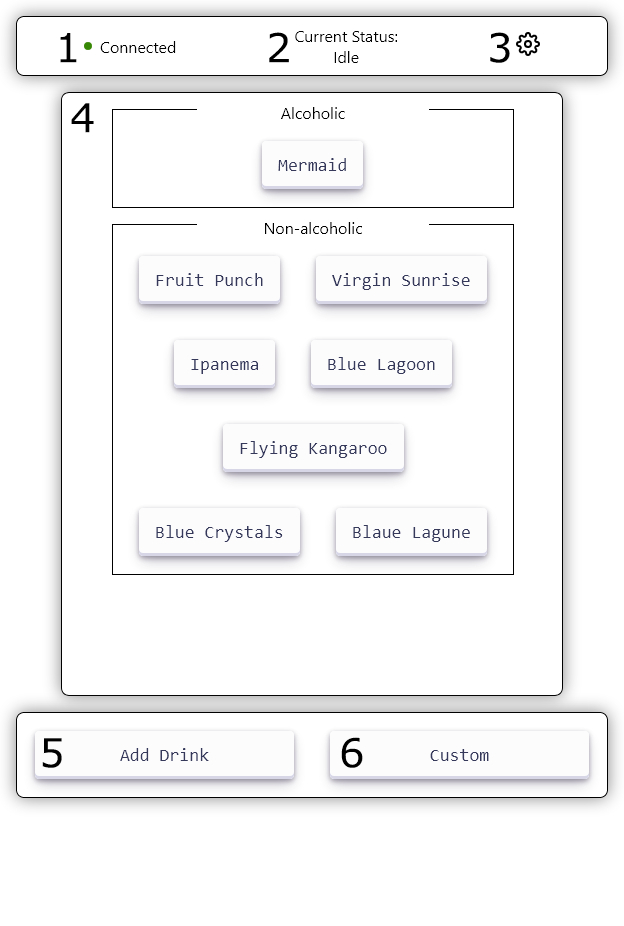 1 Connected
2 Current Status:
Idle
3
4
Alcoholic
Mermaid
Non-alcoholic
Fruit Punch
Virgin Sunrise
Ipanema
Blue Lagoon
Flying Kangaroo
Blue Crystals
Blaue Lagune
5 Add Drink
6 Custom